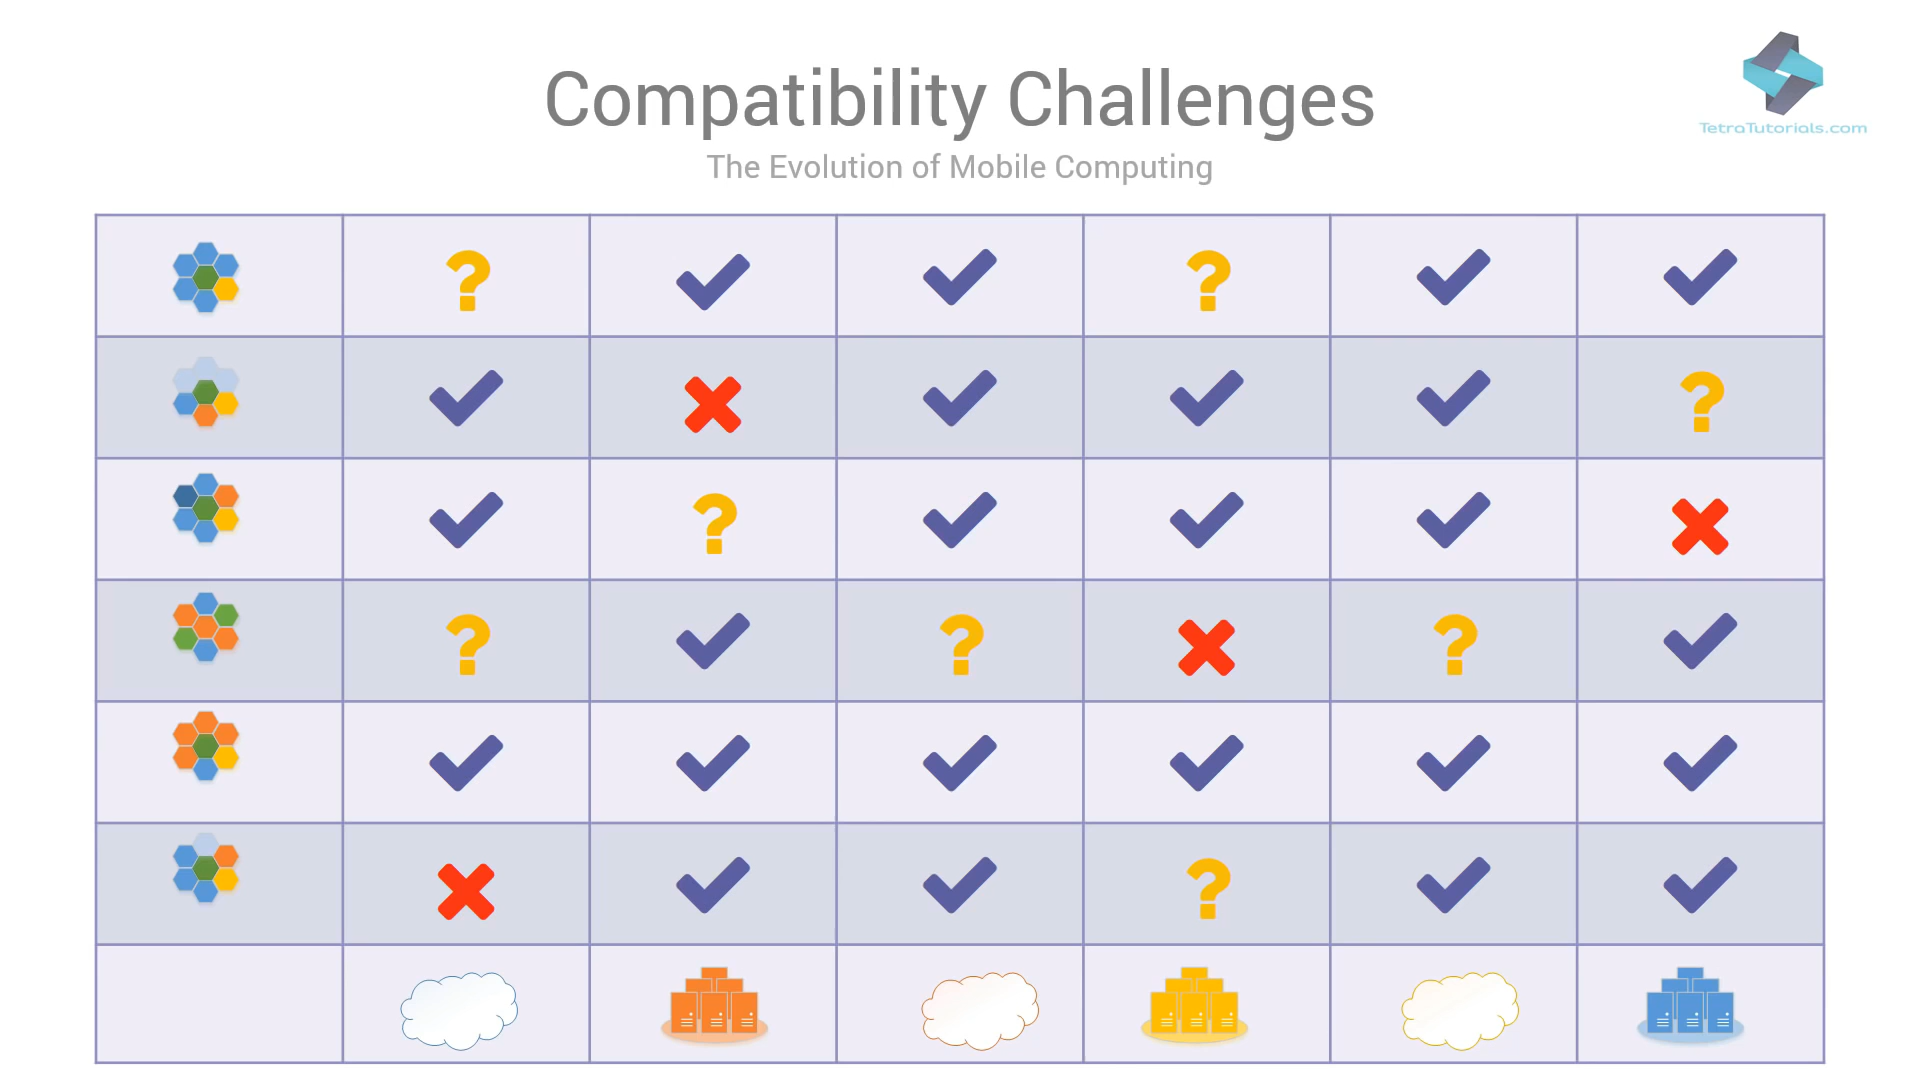 Compatibility Challenges
The Evolution of Mobile Computing
TetraTutorials.com
? ?
?
?
? ? ?
?